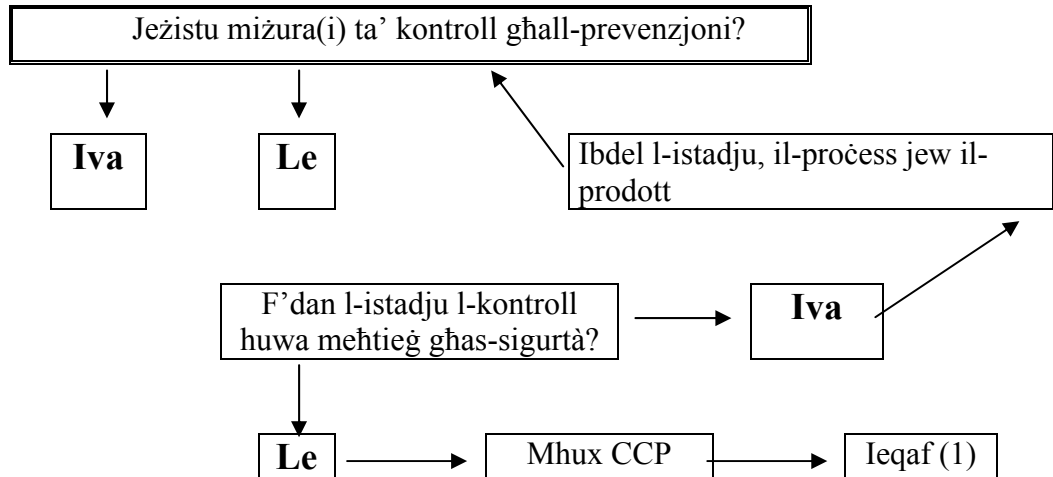 Jeżistu miżura(i) ta’ kontroll għall-prevenzjoni?
Iva
Le
Ibdel l-istadju, il-proċess jew il-
prodott
F’dan l-istadju l-kontroll
huwa meħtieġ għas-sigurtà?
Iva
Le
Mhux CCP
Ieqaf (1)